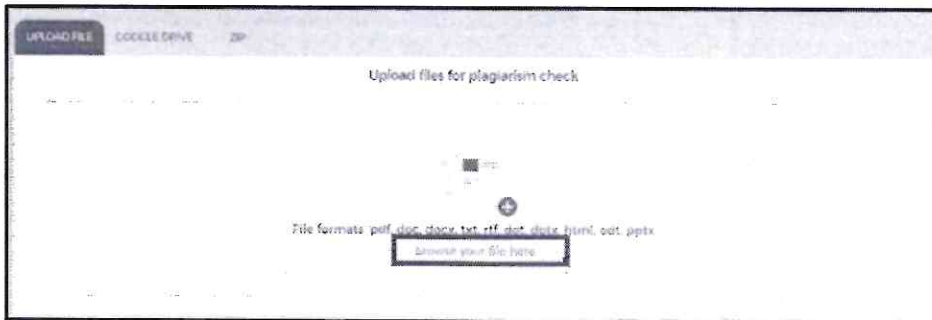 UPLOAD FILE GOOGLE DRIVE ZIP
Upload files for plagiarism check
File formats pdf, doc, docx, txt, rtf, dot, dotx, html, odt, pptx
Browse your file here